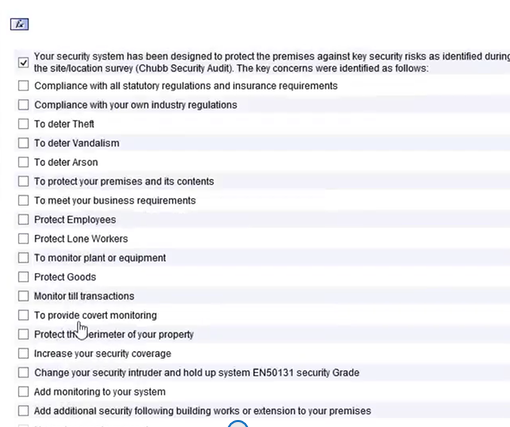 Your security system has been designed to protect the premises against key security risks as identified during
the site/location survey (Chubb Security Audit). The key concerns were identified as follows:
Compliance with all statutory regulations and insurance requirements
Compliance with your own industry regulations
To deter Theft
To deter Vandalism
To deter Arson
To protect your premises and its contents
To meet your business requirements
Protect Employees
Protect Lone Workers
To monitor plant or equipment
Protect Goods
Monitor till transactions
To provide covert monitoring
Protect the perimeter of your property
Increase your security coverage
Change your security intruder and hold up system EN50131 security Grade
Add monitoring to your system
Add additional security following building works or extension to your premises